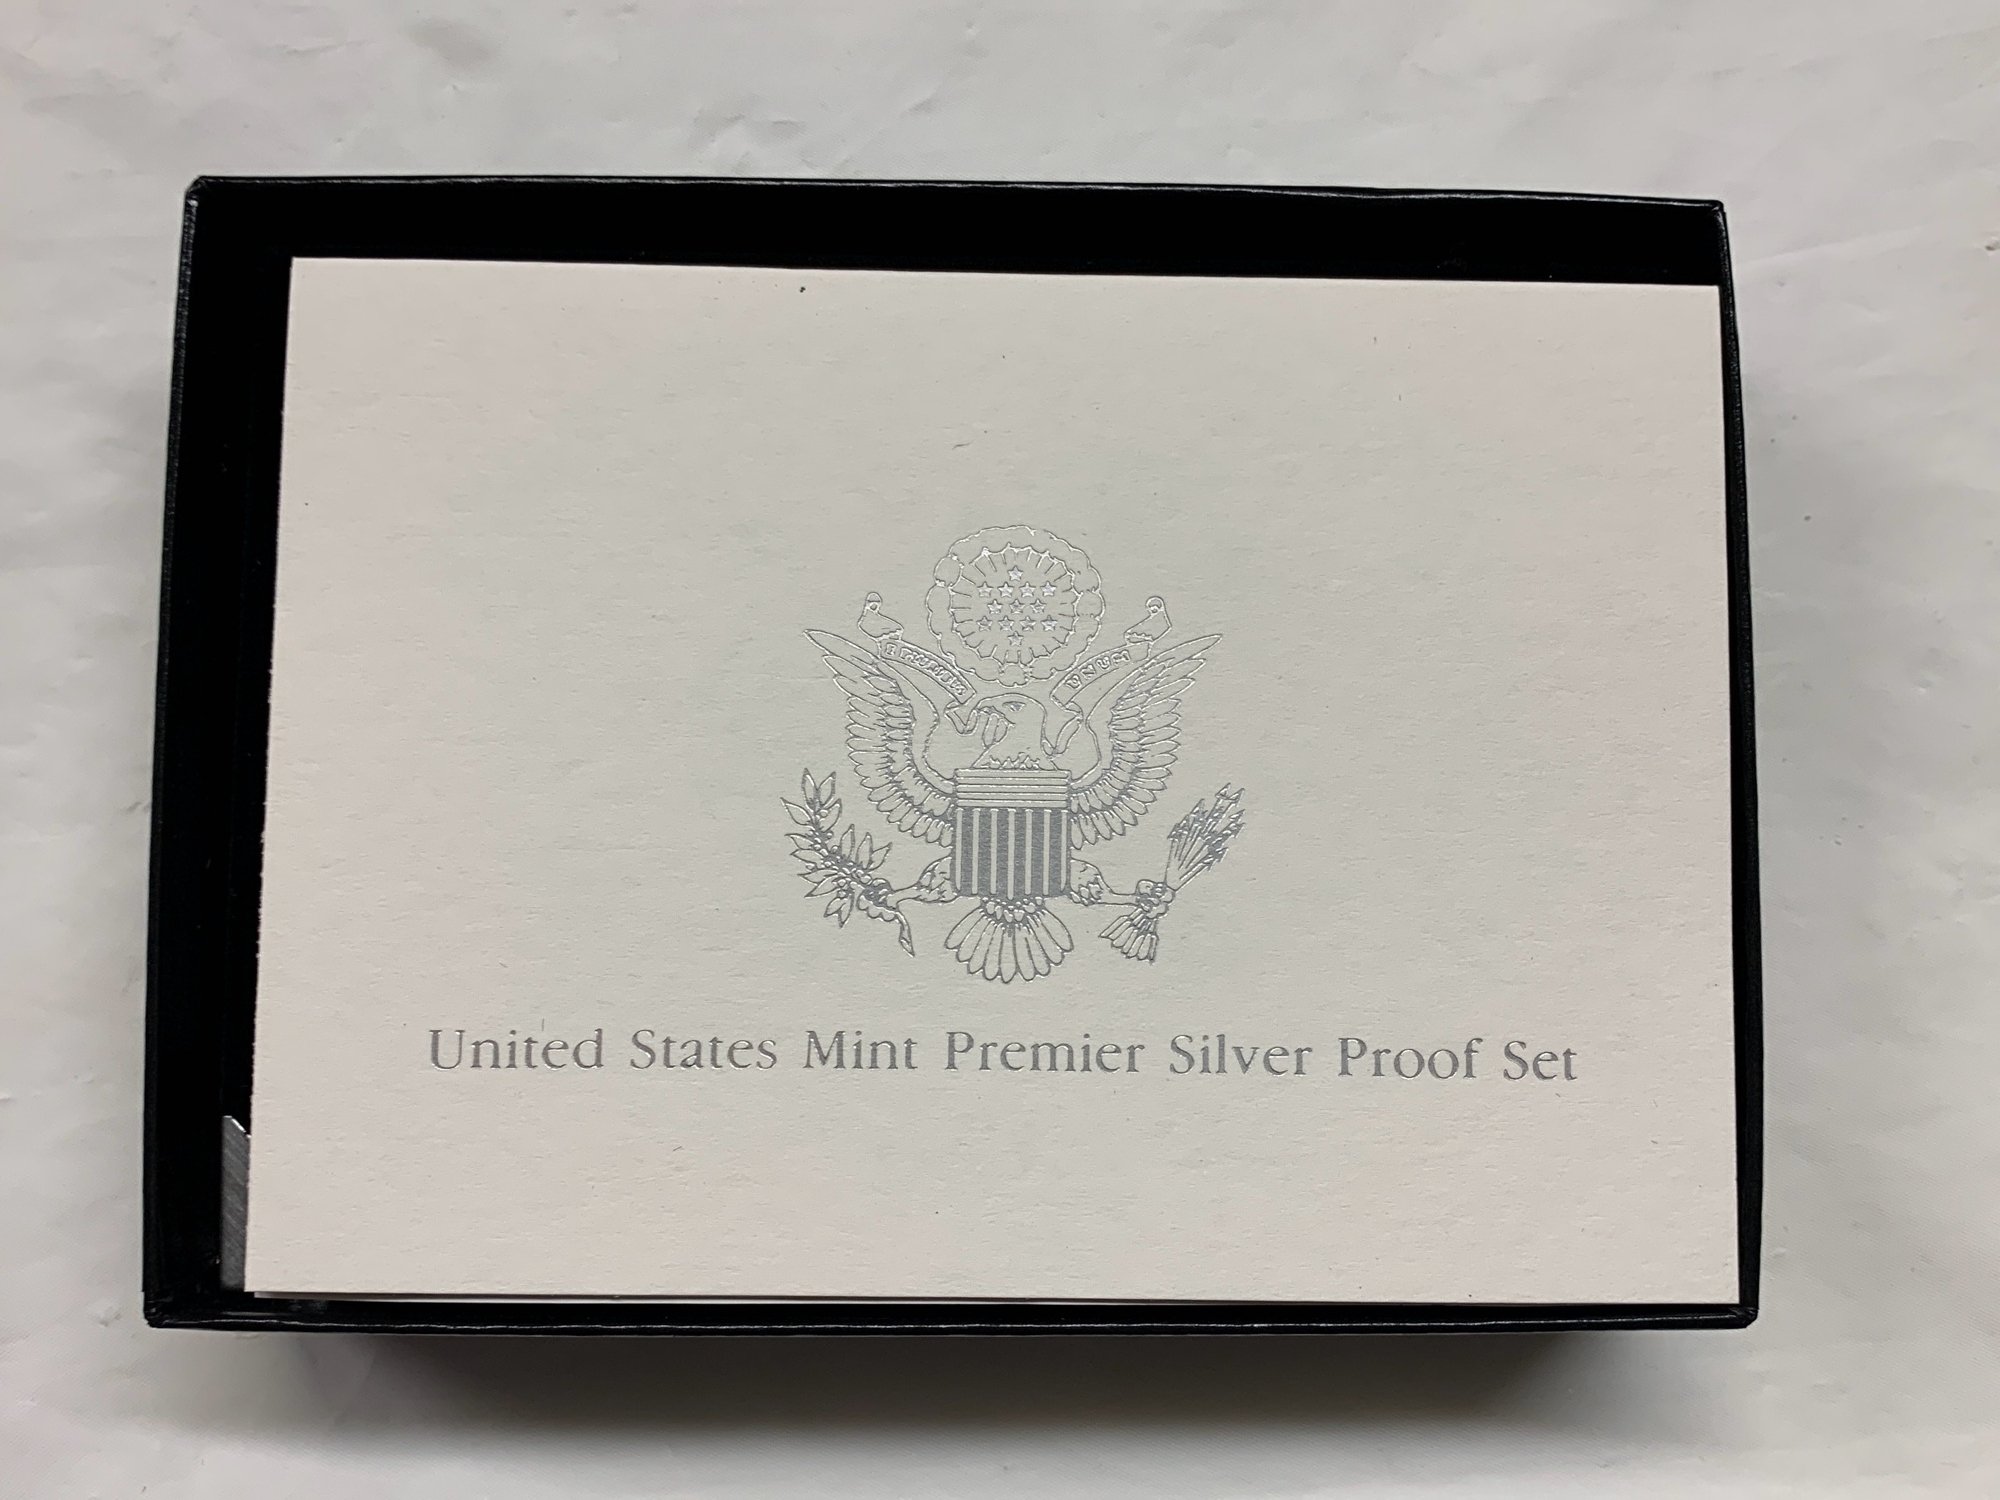 United States Mint Premier Silver Proof Set